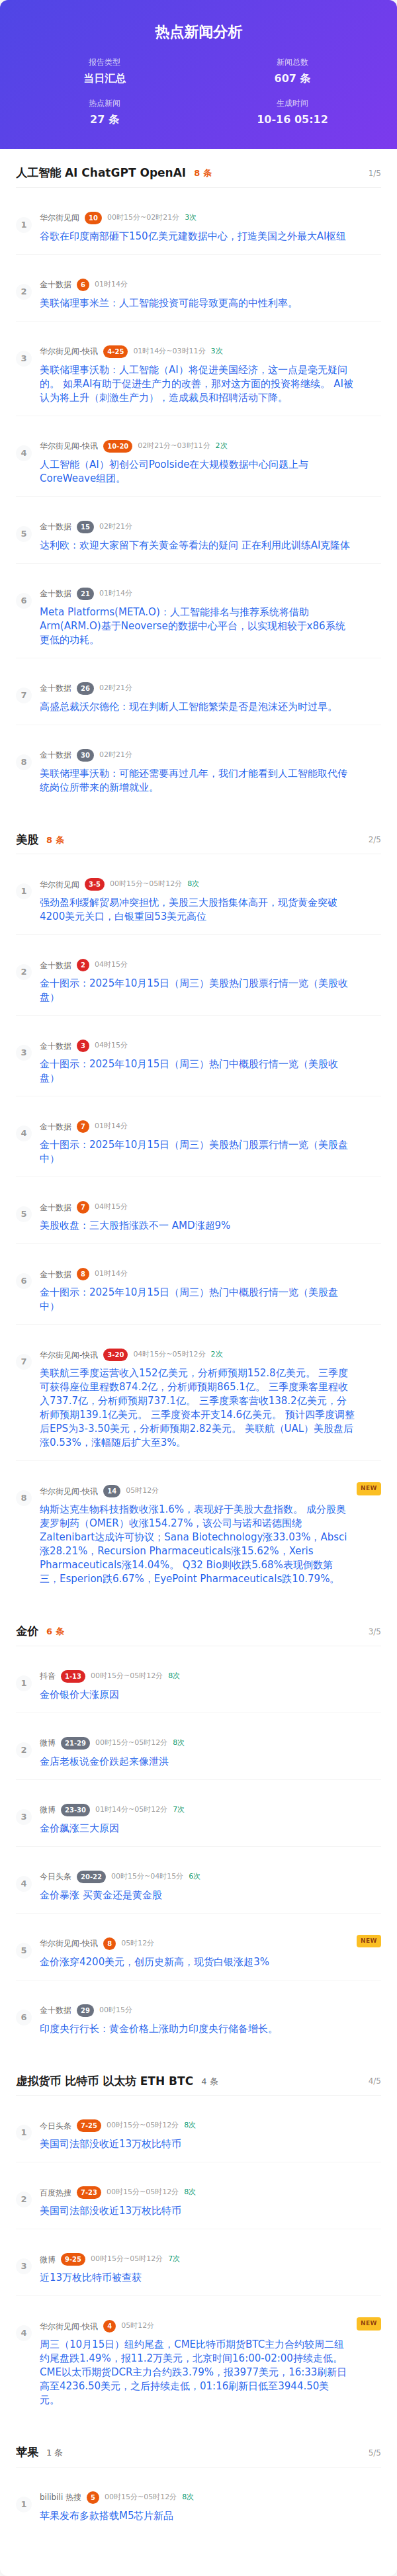 热点新闻分析
报告类型
新闻总数
当日汇总
607 条
热点新闻
生成时间
27 条
10-16 05:12
人工智能 AI ChatGPT OpenAI 8 条 1/5
1
华尔街见闻 10 00时15分~02时21分 3次
谷歌在印度南部砸下150亿美元建数据中心，打造美国之外最大AI枢纽
2
金十数据 6 01时14分
美联储理事米兰：人工智能投资可能导致更高的中性利率。
3
华尔街见闻-快讯 4-25 01时14分~03时11分 3次
美联储理事沃勒：人工智能（AI）将促进美国经济，这一点是毫无疑问
的。 如果AI有助于促进生产力的改善，那对这方面的投资将继续。 AI被
认为将上升（刺激生产力），造成裁员和招聘活动下降。
4
华尔街见闻-快讯 10-20 02时21分~03时11分 2次
人工智能（AI）初创公司Poolside在大规模数据中心问题上与
CoreWeave组团。
5
金十数据 15 02时21分
达利欧：欢迎大家留下有关黄金等看法的疑问 正在利用此训练AI克隆体
6
金十数据 21 01时14分
Meta Platforms(META.O)：人工智能排名与推荐系统将借助
Arm(ARM.O)基于Neoverse的数据中心平台，以实现相较于x86系统
更低的功耗。
7
金十数据 26 02时21分
高盛总裁沃尔德伦：现在判断人工智能繁荣是否是泡沫还为时过早。
8
金十数据 30 02时21分
美联储理事沃勒：可能还需要再过几年，我们才能看到人工智能取代传
统岗位所带来的新增就业。
美股 8 条 2/5
1
华尔街见闻 3-5 00时15分~05时12分 8次
强劲盈利缓解贸易冲突担忧，美股三大股指集体高开，现货黄金突破
4200美元关口，白银重回53美元高位
2
金十数据 2 04时15分
金十图示：2025年10月15日（周三）美股热门股票行情一览（美股收
盘）
3
金十数据 3 04时15分
金十图示：2025年10月15日（周三）热门中概股行情一览（美股收
盘）
4
金十数据 7 01时14分
金十图示：2025年10月15日（周三）美股热门股票行情一览（美股盘
中）
5
金十数据 7 04时15分
美股收盘：三大股指涨跌不一 AMD涨超9%
6
金十数据 8 01时14分
金十图示：2025年10月15日（周三）热门中概股行情一览（美股盘
中）
7
华尔街见闻-快讯 3-20 04时15分~05时12分 2次
美联航三季度运营收入152亿美元，分析师预期152.8亿美元。 三季度
可获得座位里程数874.2亿，分析师预期865.1亿。 三季度乘客里程收
入737.7亿，分析师预期737.1亿。 三季度乘客营收138.2亿美元，分
析师预期139.1亿美元。 三季度资本开支14.6亿美元。 预计四季度调整
后EPS为3-3.50美元，分析师预期2.82美元。 美联航（UAL）美股盘后
涨0.53%，涨幅随后扩大至3%。
8
华尔街见闻-快讯 14 05时12分 NEW
纳斯达克生物科技指数收涨1.6%，表现好于美股大盘指数。 成分股奥
麦罗制药（OMER）收涨154.27%，该公司与诺和诺德围绕
Zaltenibart达成许可协议；Sana Biotechnology涨33.03%，Absci
涨28.21%，Recursion Pharmaceuticals涨15.62%，Xeris
Pharmaceuticals涨14.04%。 Q32 Bio则收跌5.68%表现倒数第
三，Esperion跌6.67%，EyePoint Pharmaceuticals跌10.79%。
金价 6 条 3/5
1
抖音 1-13 00时15分~05时12分 8次
金价银价大涨原因
2
微博 21-29 00时15分~05时12分 8次
金店老板说金价跌起来像泄洪
3
微博 23-30 01时14分~05时12分 7次
金价飙涨三大原因
4
今日头条 20-22 00时15分~04时15分 6次
金价暴涨 买黄金还是黄金股
5
华尔街见闻-快讯 8 05时12分 NEW
金价涨穿4200美元，创历史新高，现货白银涨超3%
6
金十数据 29 00时15分
印度央行行长：黄金价格上涨助力印度央行储备增长。
虚拟货币 比特币 以太坊 ETH BTC 4 条 4/5
1
今日头条 7-25 00时15分~05时12分 8次
美国司法部没收近13万枚比特币
2
百度热搜 7-23 00时15分~05时12分 8次
美国司法部没收近13万枚比特币
3
微博 9-25 00时15分~05时12分 7次
近13万枚比特币被查获
4
华尔街见闻-快讯 4 05时12分 NEW
周三（10月15日）纽约尾盘，CME比特币期货BTC主力合约较周二纽
约尾盘跌1.49%，报11.2万美元，北京时间16:00-02:00持续走低。
CME以太币期货DCR主力合约跌3.79%，报3977美元，16:33刷新日
高至4236.50美元，之后持续走低，01:16刷新日低至3944.50美
元。
苹果 1 条 5/5
1
bilibili 热搜 5 00时15分~05时12分 8次
苹果发布多款搭载M5芯片新品